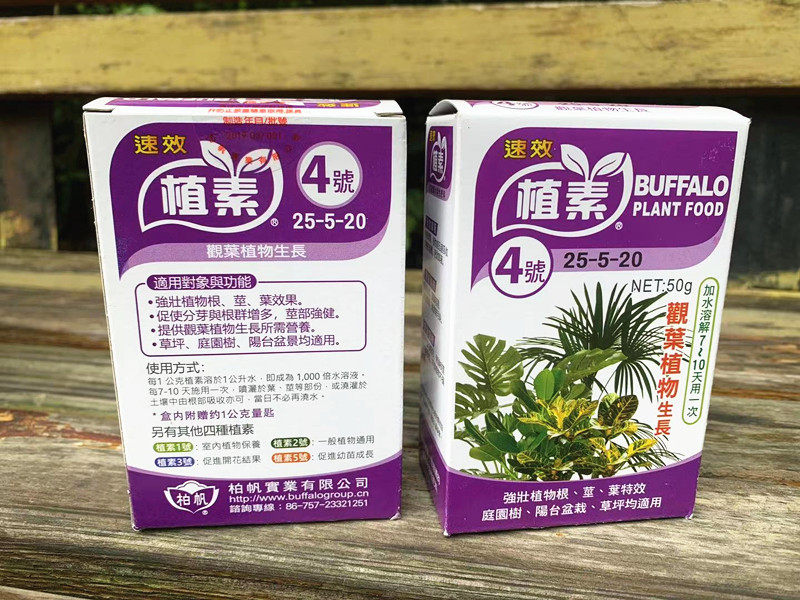 製造年月/批號
速效
植素
®
4號
25-5-20
觀葉植物生長
適用對象與功能
•強壯植物根、莖、葉效果。
•促使分芽與根群增多，莖部強健。
•提供觀葉植物生長所需營養。
•草坪、庭園樹、陽台盆景均適用。
使用方式：
每1公克植素溶於1公升水，即成為1,000倍水溶液。
每7-10天施用一次，噴灑於葉、莖等部份，或澆灌於
土壤中由根部吸收亦可，當日不必再澆水。
*盒內附贈约1公克量匙
另有其他四種植素
植素1號：室內植物保養 植素2號：一般植物通用
植素3號：促進開花結果 植素5號：促進幼苗成長
柏帆
®
柏帆實業有限公司
http://www.buffalogroup.cn
諮詢專線：86-757-23321251
4號
速效
植素
®
BUFFALO
PLANT FOOD
4號
25-5-20
NET:50g
觀葉植物生長
加水溶解7~10天用一次
強壯植物根、莖、葉特效
庭園樹、陽台盆栽、草坪均適用